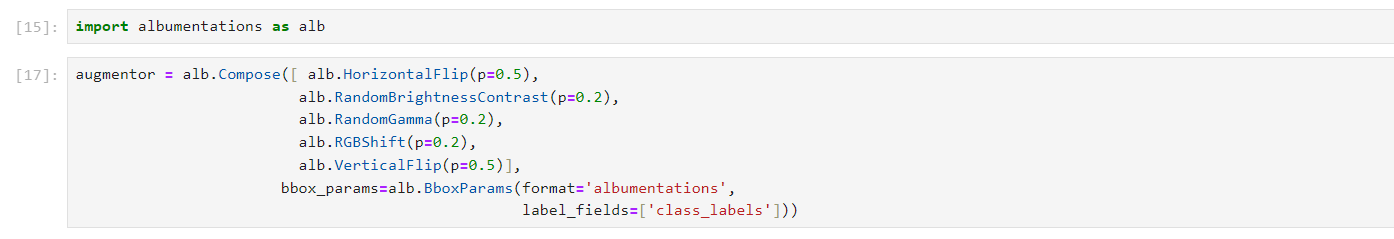 [15]: import albumentations as alb
[17]: augmentor = alb.Compose([ alb.HorizontalFlip(p=0.5),
alb.RandomBrightnessContrast(p=0.2),
alb.RandomGamma(p=0.2),
alb.RGBShift(p=0.2),
alb.VerticalFlip(p=0.5)],
bbox_params=alb.BboxParams(format='albumentations',
label_fields=['class_labels']))